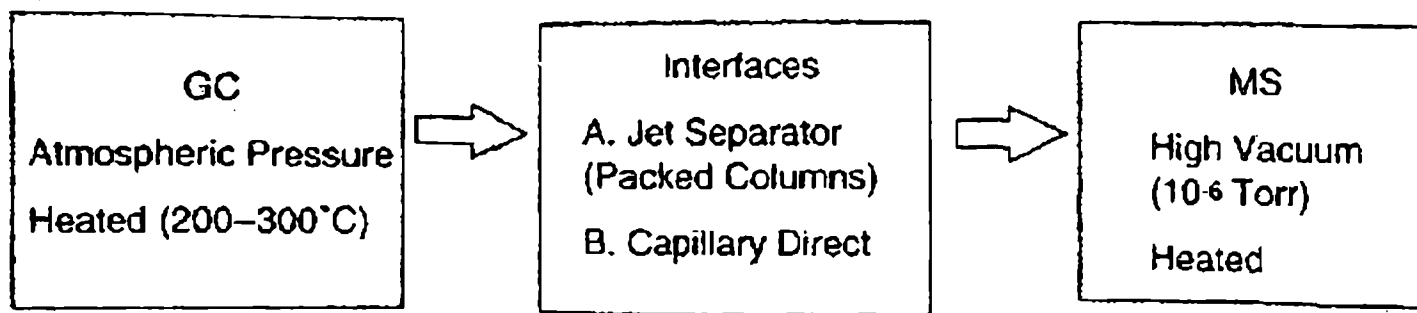 GC
Atmospheric Pressure
Heated (200–300°C)
Interfaces
A. Jet Separator
(Packed Columns)
B. Capillary Direct
MS
High Vacuum
(10-6 Torr)
Heated